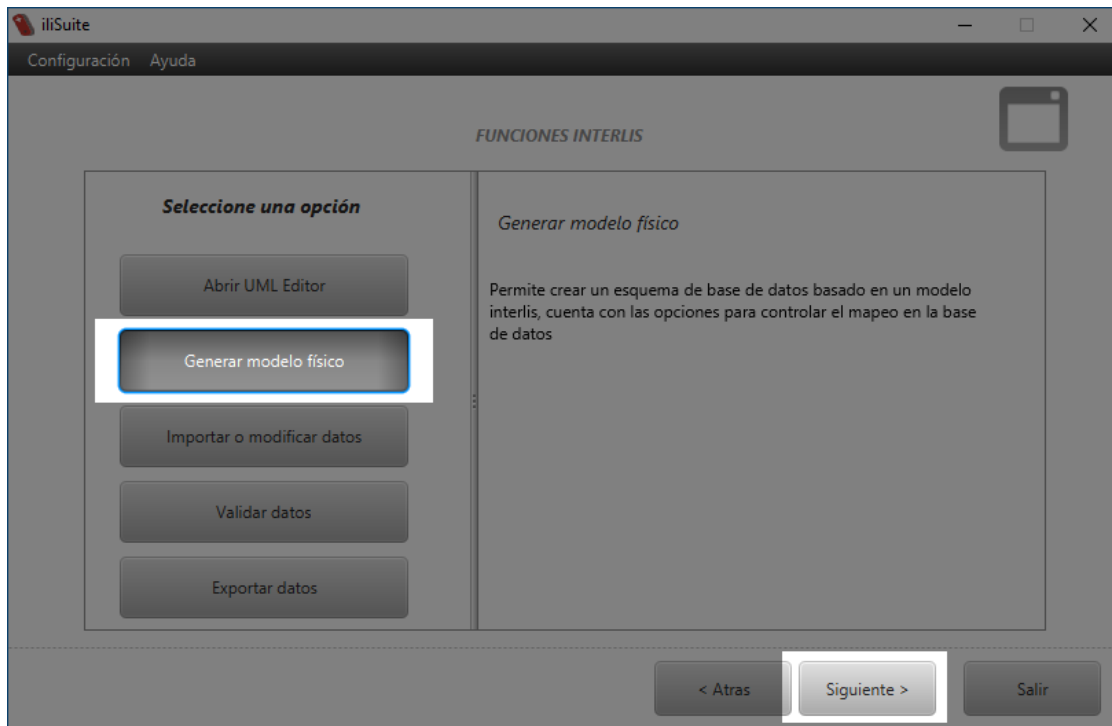 iliSuite
Configuración Ayuda
FUNCIONES INTERLIS
Seleccione una opción
Abrir UML Editor
Generar modelo físico
Importar o modificar datos
Validar datos
Exportar datos
Generar modelo físico
Permite crear un esquema de base de datos basado en un modelo
interlis, cuenta con las opciones para controlar el mapeo en la base
de datos
< Atras
Siguiente >
Salir